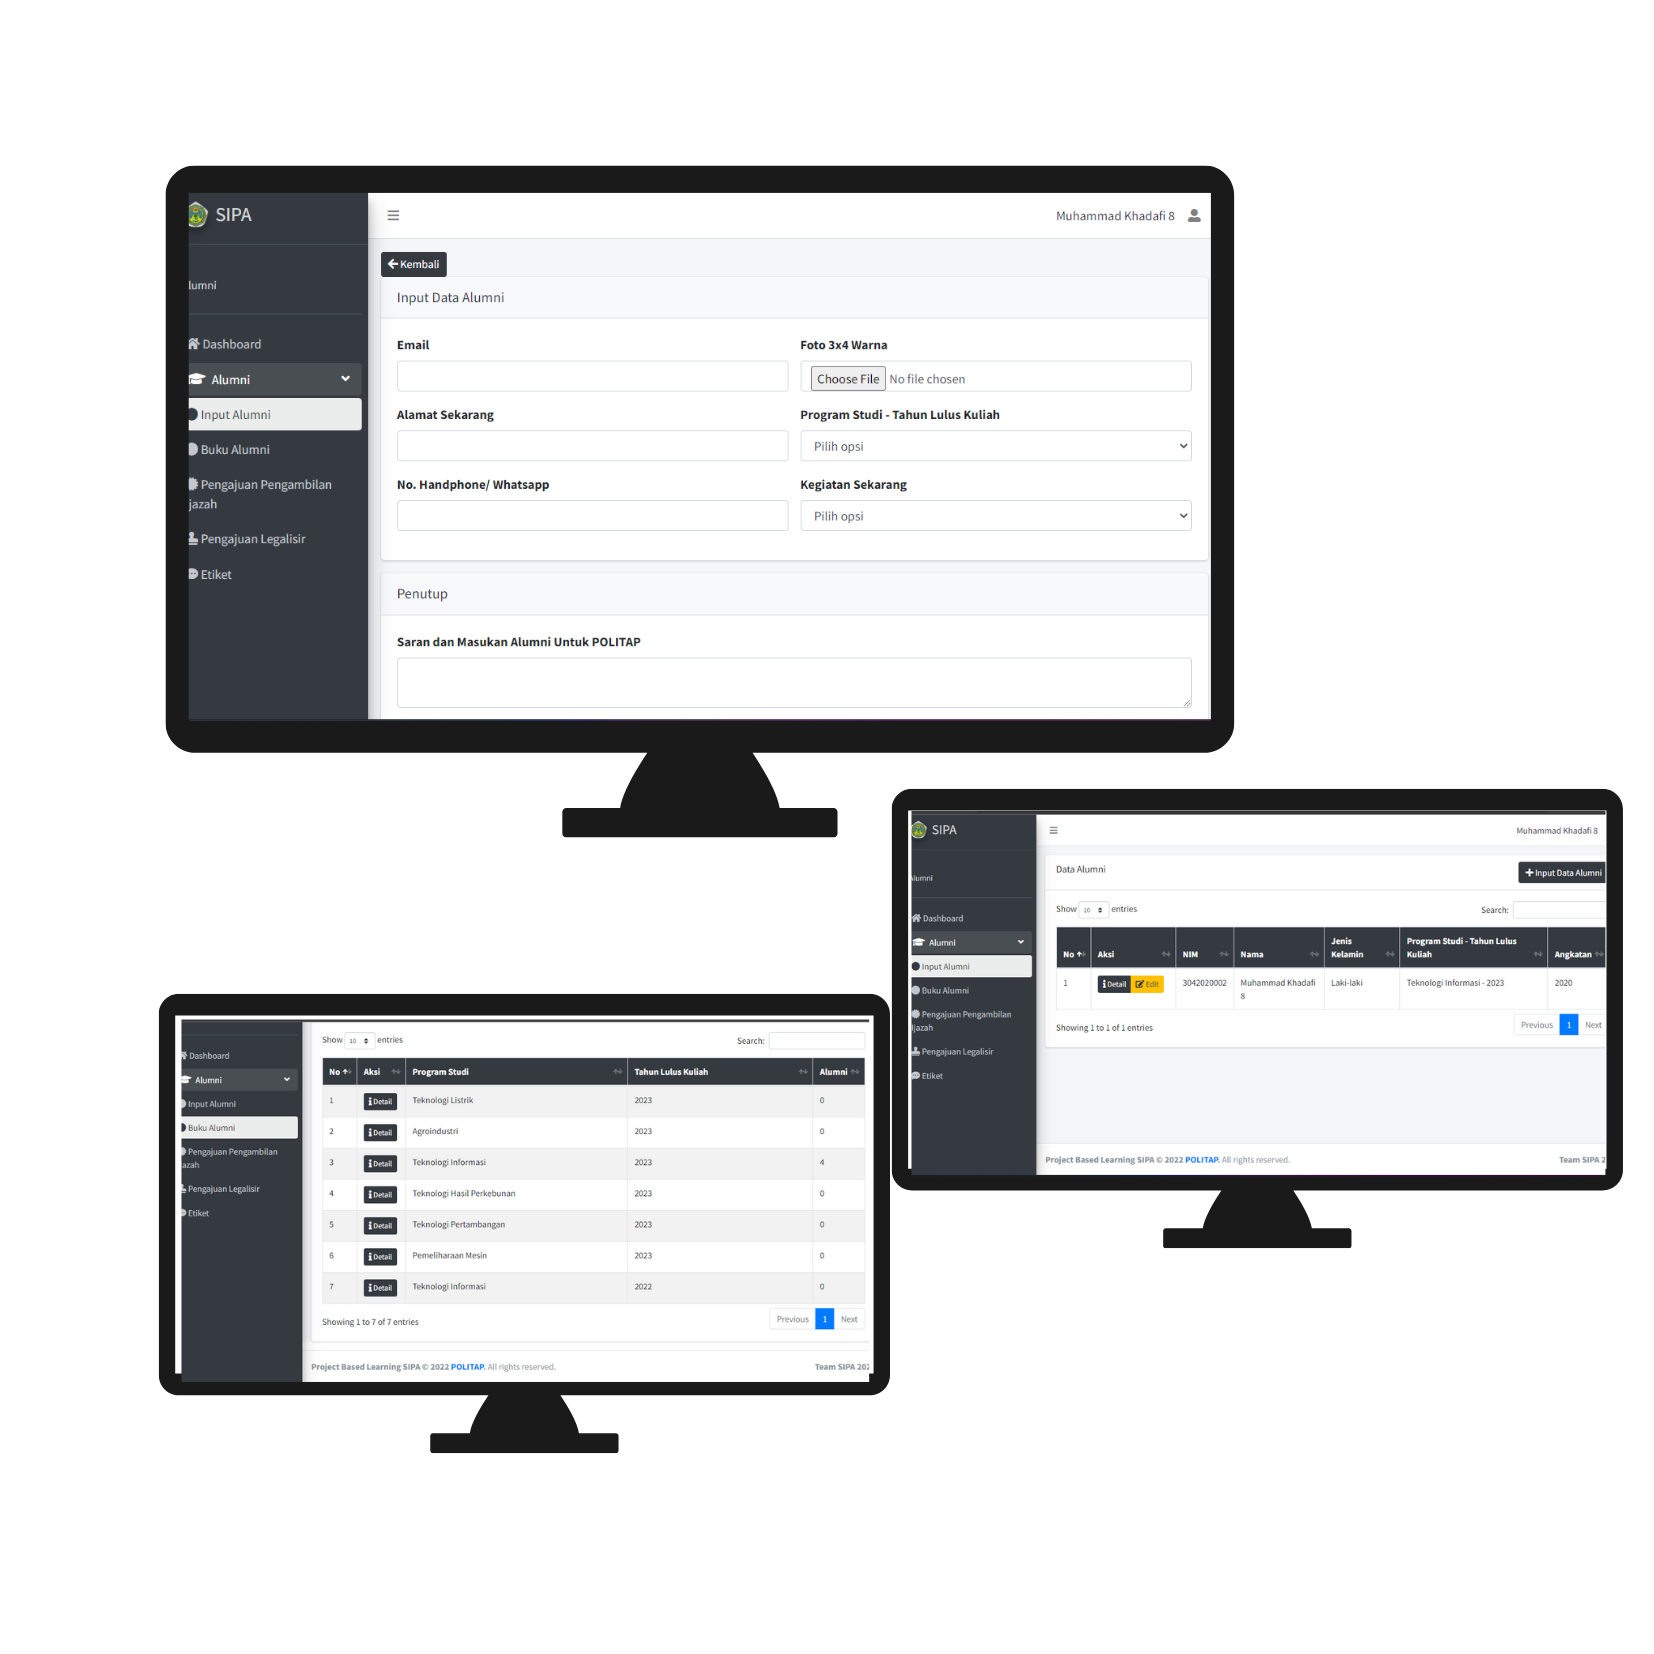 SIPA
Muhammad Khadafi 8
lumni
Dashboard
Alumni
Input Alumni
Buku Alumni
Pengajuan Pengambilan
jazah
Pengajuan Legalisir
Etiket
Kembali
Input Data Alumni
Email
Foto 3x4 Warna
Choose File No file chosen
Alamat Sekarang
Program Studi - Tahun Lulus Kuliah
Pilih opsi
No. Handphone/ Whatsapp
Kegiatan Sekarang
Pilih opsi
Penutup
Saran dan Masukan Alumni Untuk POLITAP
SIPA
Muhammad Khadafi 8
Alumni
Dashboard
Alumni
Input Alumni
Buku Alumni
Pengajuan Pengambilan
Ijazah
Pengajuan Legalisir
Etiket
Data Alumni
Input Data Alumni
Show 10 entries
Search:
No Aksi NIM Nama Jenis Kelamin Program Studi - Tahun Lulus Kuliah Angkatan
1 Detail Edit 3042020002 Muhammad Khadafi 8 Laki-laki Teknologi Informasi - 2023 2020
Showing 1 to 1 of 1 entries
Previous 1 Next
Project Based Learning SIPA © 2022 POLITAP. All rights reserved.
Team SIPA 2
Dashboard
Alumni
Input Alumni
Buku Alumni
Pengajuan Pengambilan
azah
Pengajuan Legalisir
Etiket
Show 10 entries
Search:
No Aksi Program Studi Tahun Lulus Kuliah Alumni
1 Detail Teknologi Listrik 2023 0
2 Detail Agroindustri 2023 0
3 Detail Teknologi Informasi 2023 4
4 Detail Teknologi Hasil Perkebunan 2023 0
5 Detail Teknologi Pertambangan 2023 0
6 Detail Pemeliharaan Mesin 2023 0
7 Detail Teknologi Informasi 2022 0
Showing 1 to 7 of 7 entries
Previous 1 Next
Project Based Learning SIPA © 2022 POLITAP. All rights reserved.
Team SIPA 202